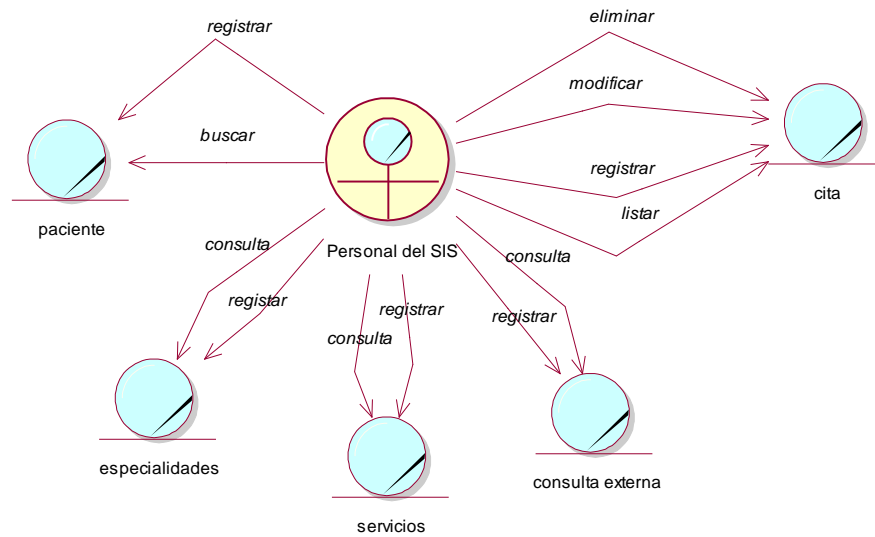 registrar
eliminar
modificar
buscar
registrar
listar
paciente
cita
Personal del SIS
consulta
registar
consulta
registrar
consulta
registrar
especialidades
servicios
consulta externa